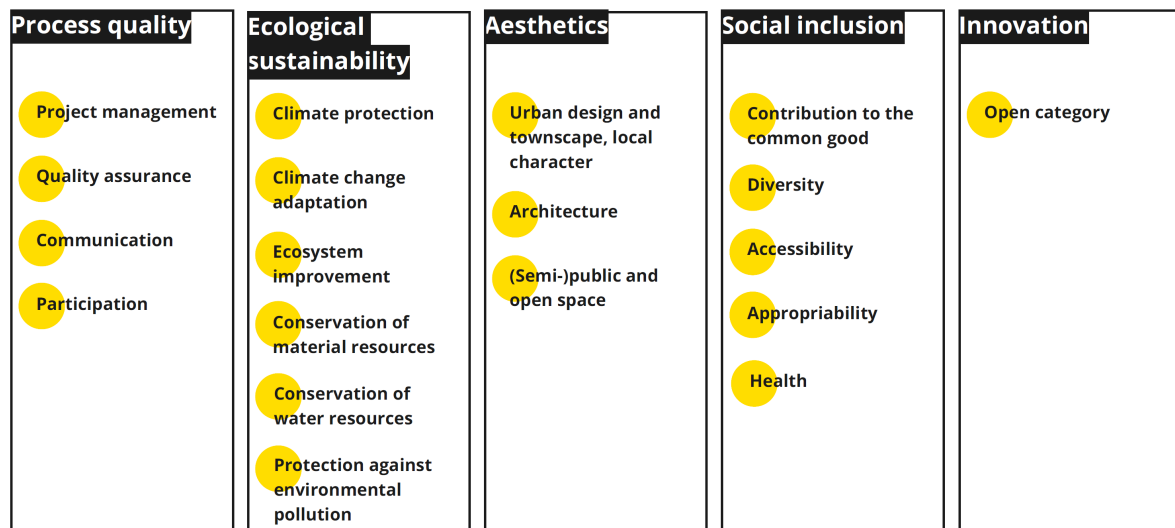 Process quality
Project management
Quality assurance
Communication
Participation
Ecological
sustainability
Climate protection
Climate change
adaptation
Ecosystem
improvement
Conservation of
material resources
Conservation of
water resources
Protection against
environmental
pollution
Aesthetics
Urban design and
townscape, local
character
Architecture
(Semi-)public and
open space
Social inclusion
Contribution to the
common good
Diversity
Accessibility
Appropriability
Health
Innovation
Open category